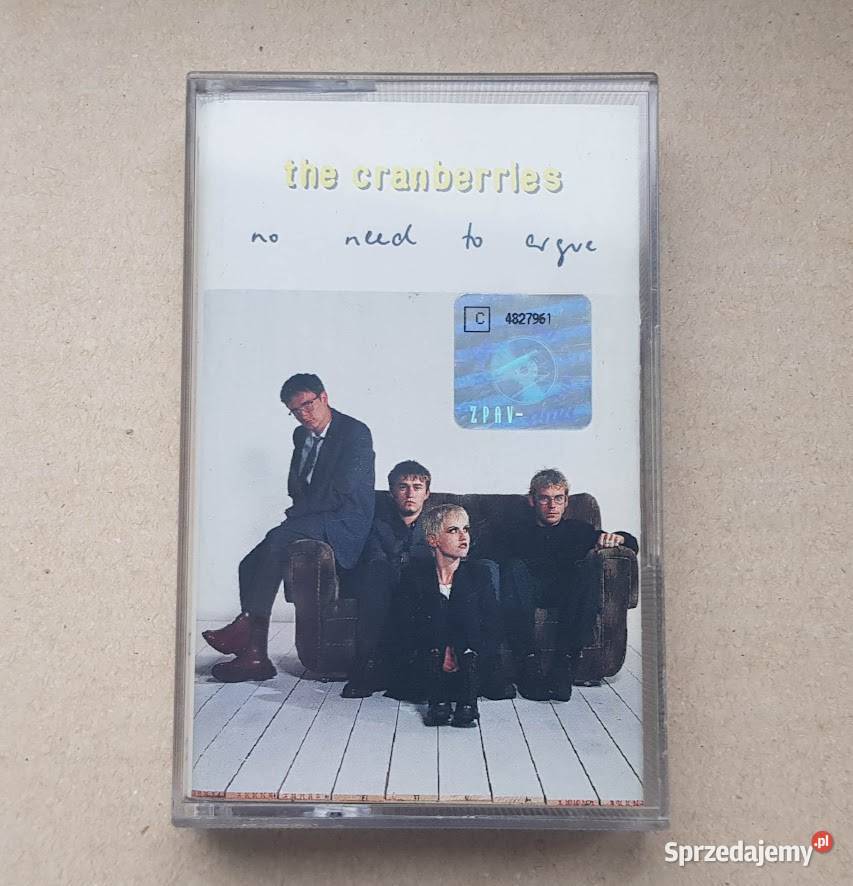 the cranberries
no need to argue
C 4827961
ZPAV-
Sprzedajemy.pl